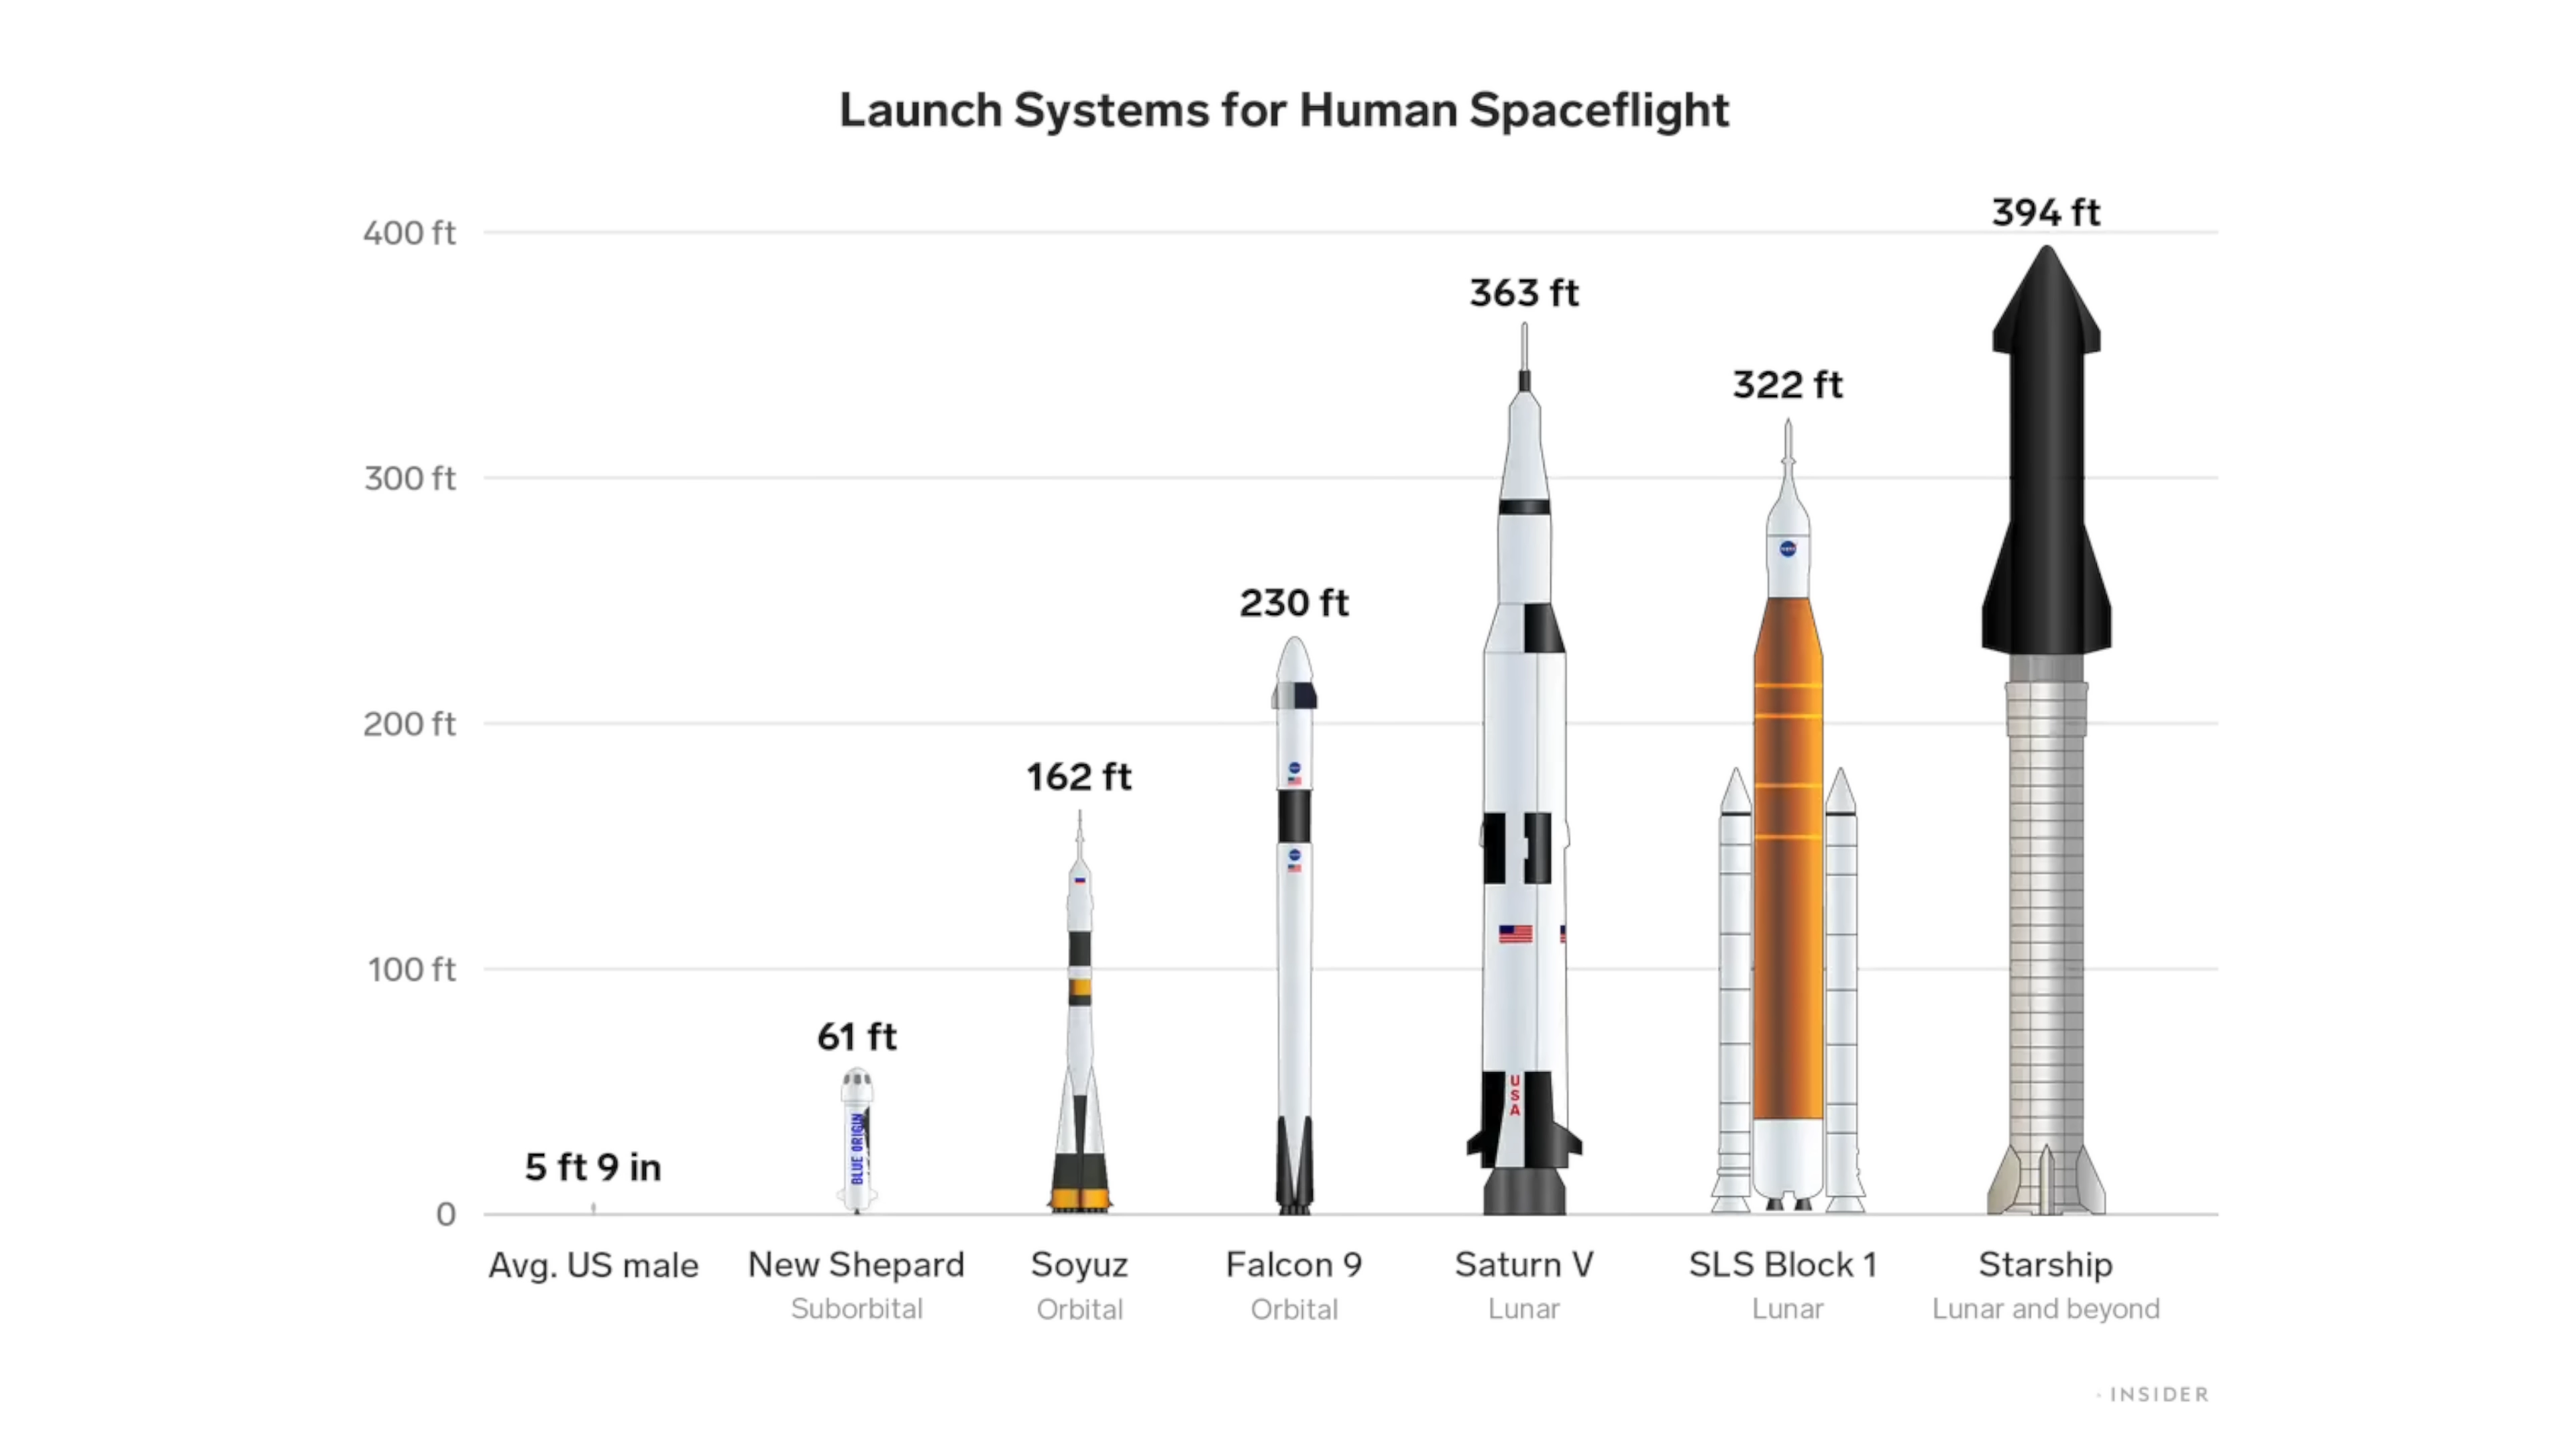 Launch Systems for Human Spaceflight
400 ft
300 ft
200 ft
100 ft
0
5 ft 9 in
61 ft
162 ft
230 ft
363 ft
322 ft
394 ft
BLUE ORIGIN
USA
Avg. US male
New Shepard
Suborbital
Soyuz
Orbital
Falcon 9
Orbital
Saturn V
Lunar
SLS Block 1
Lunar
Starship
Lunar and beyond
INSIDER